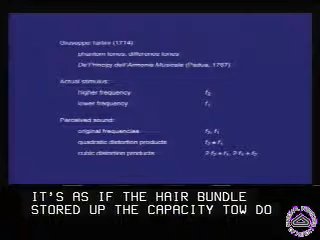 Giuseppe Tartini (1714)
phantom tones, difference tones
De'Principj dell'Armonia Musicale (Padua, 1767)
Actual stimulus:
higher frequency f₂
lower frequency f₁
Perceived sound:
original frequencies f₂, f₁
quadratic distortion products
cubic distortion products
IT'S AS IF THE HAIR BUNDLE
STORED UP THE CAPACITY TOW DO